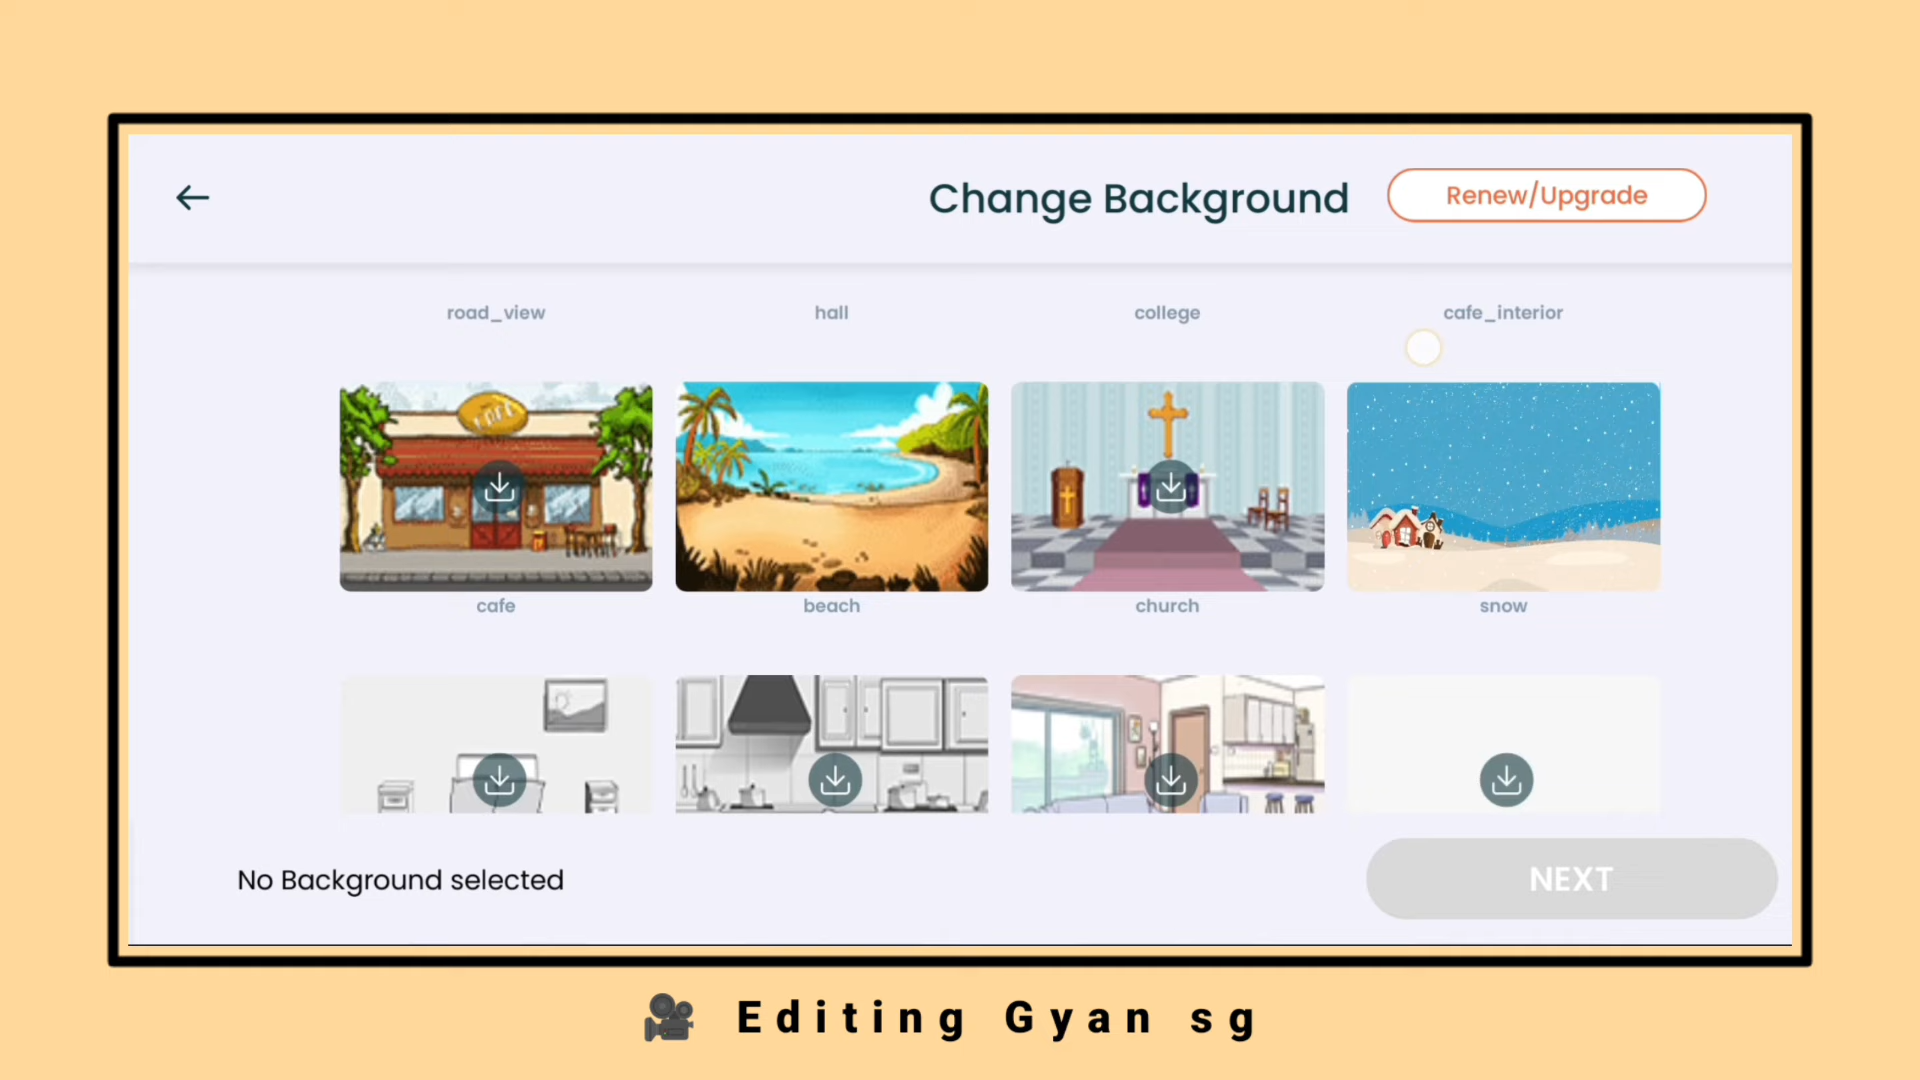 Change Background
Renew/Upgrade
road_view
hall
college
cafe_interior
cafe
beach
church
snow
No Background selected
NEXT
Editing Gyan sg